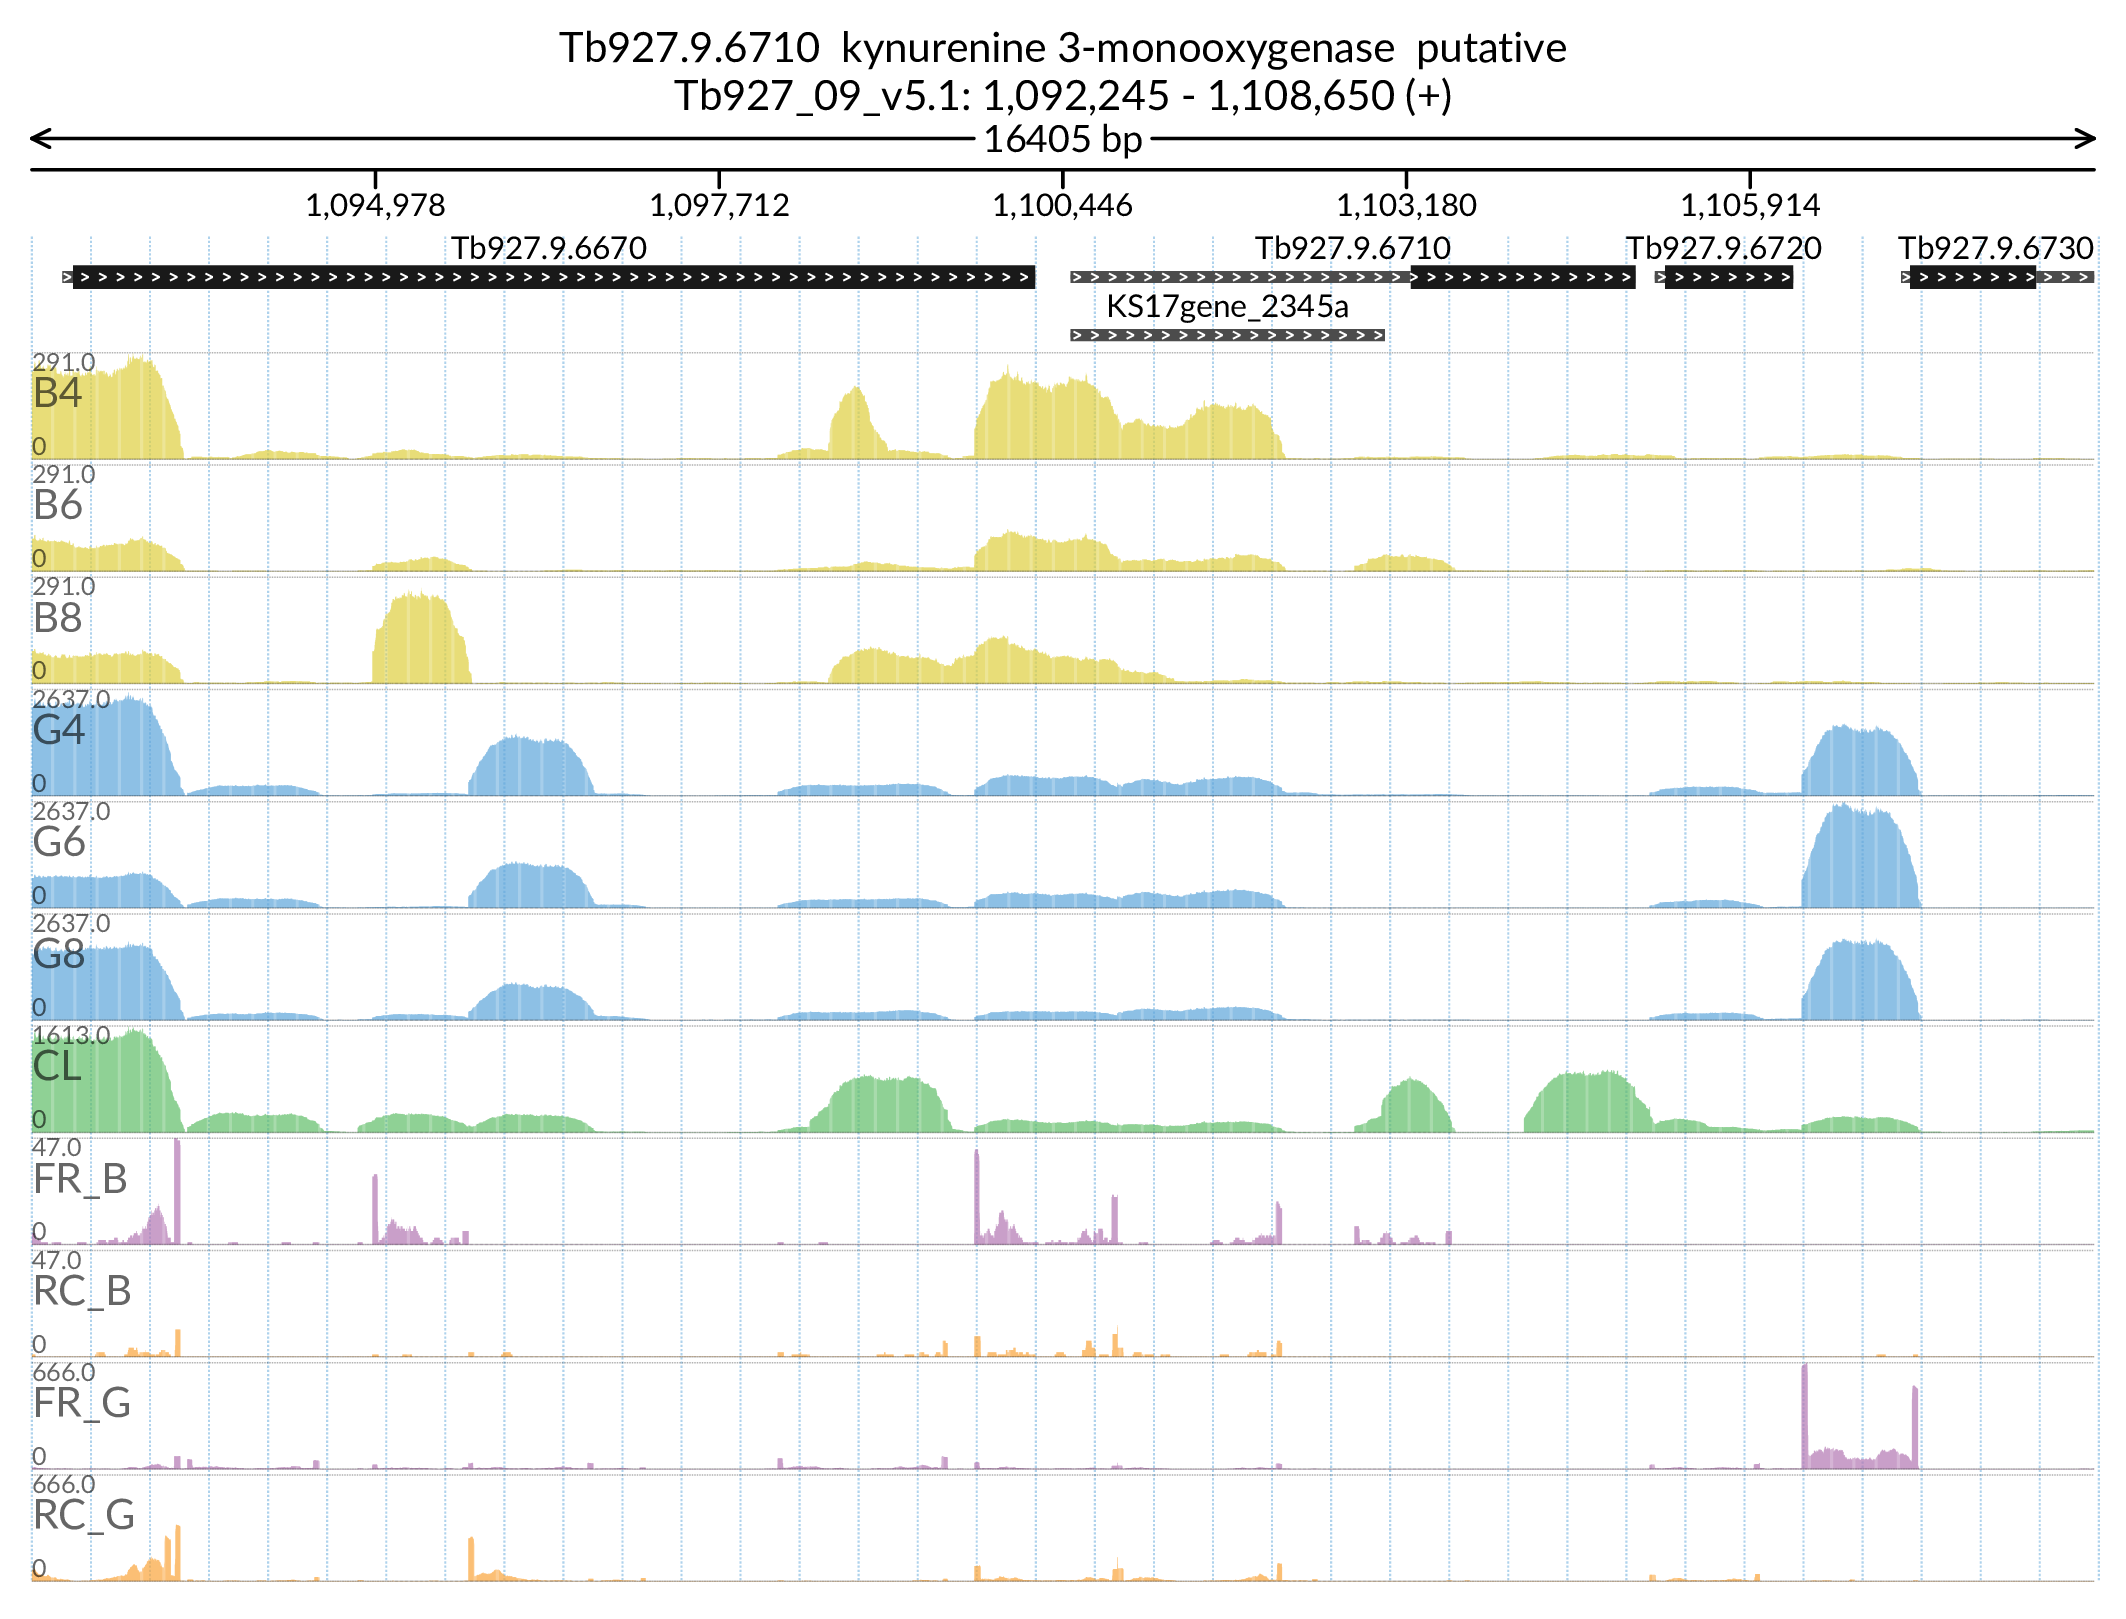 Tb927.9.6710 kynurenine 3-monooxygenase putative
Tb927_09_v5.1: 1,092,245 - 1,108,650 (+)
16405 bp
1,094,978 1,097,712 1,100,446 1,103,180 1,105,914
Tb927.9.6670 Tb927.9.6710 Tb927.9.6720 Tb927.9.6730
KS17gene_2345a
291.0
B4
0
291.0
B6
0
291.0
B8
0
2637.0
G4
0
2637.0
G6
0
2637.0
G8
0
1613.0
CL
0
47.0
FR_B
0
47.0
RC_B
0
666.0
FR_G
0
666.0
RC_G
0